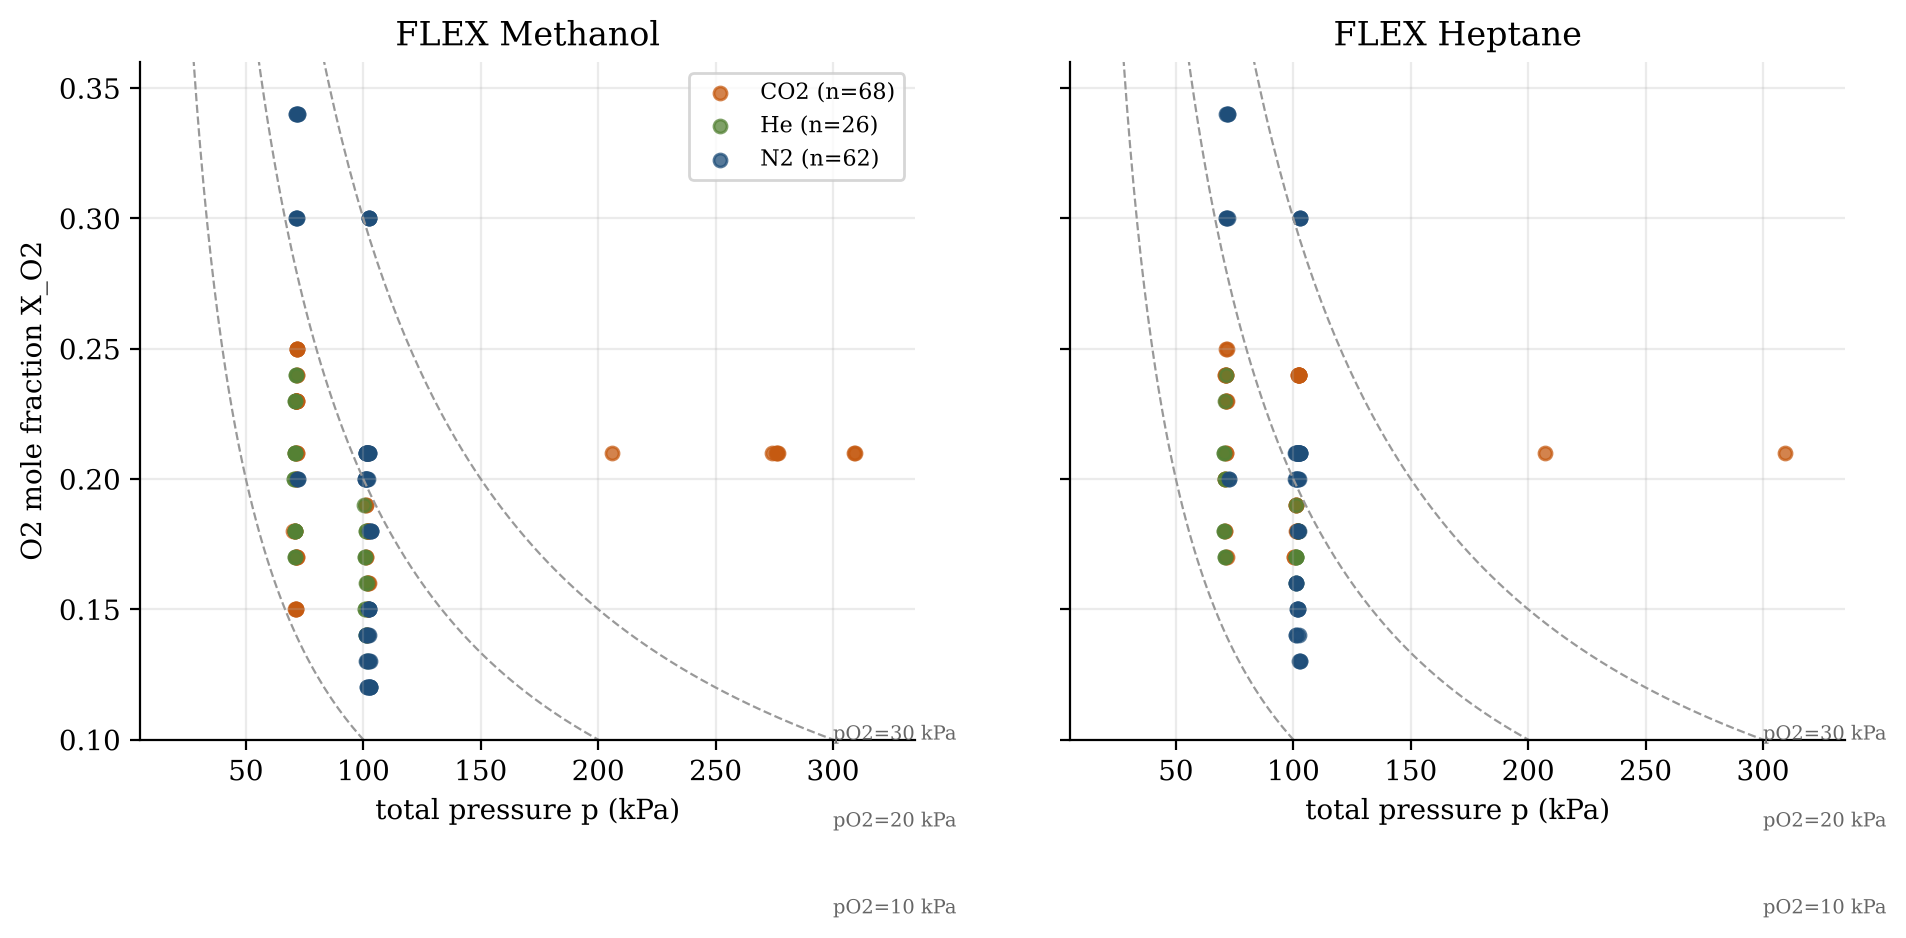 FLEX Methanol
CO2 (n=68)
He (n=26)
N2 (n=62)
O2 mole fraction X_O2
0.35
0.30
0.25
0.20
0.15
0.10
50 100 150 200 250 300
total pressure p (kPa)
pO2=30 kPa
pO2=20 kPa
pO2=10 kPa
FLEX Heptane
50 100 150 200 250 300
total pressure p (kPa)
pO2=30 kPa
pO2=20 kPa
pO2=10 kPa